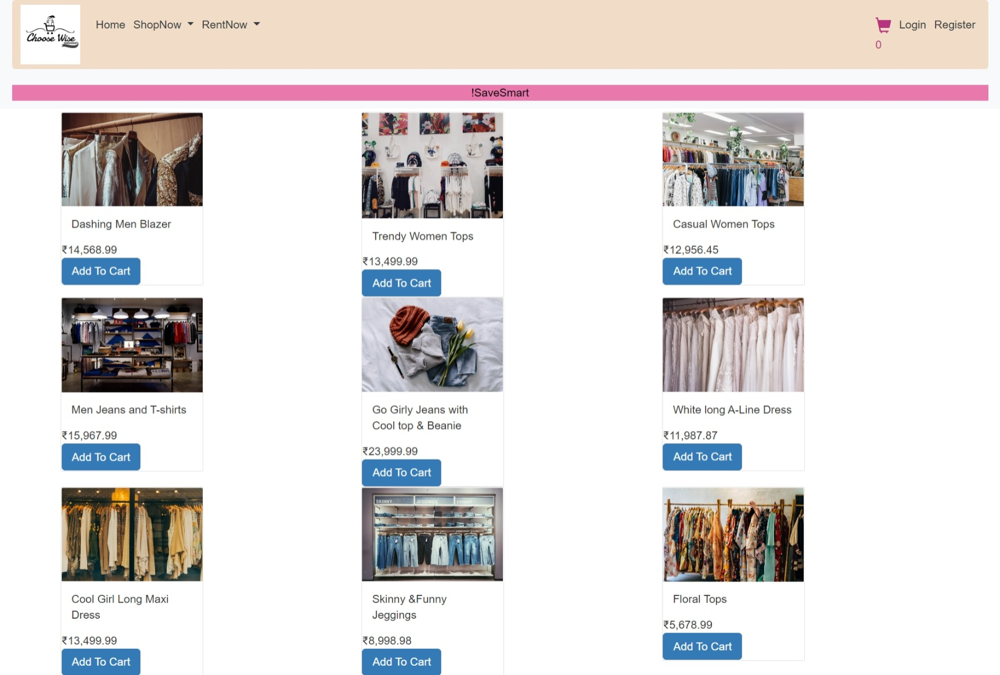 Choose Wise
Home ShopNow RentNow
Login Register
0
!SaveSmart
Dashing Men Blazer
₹14,568.99
Add To Cart
Trendy Women Tops
₹13,499.99
Add To Cart
Casual Women Tops
₹12,956.45
Add To Cart
Men Jeans and T-shirts
₹15,967.99
Add To Cart
Go Girly Jeans with
Cool top & Beanie
₹23,999.99
Add To Cart
White long A-Line Dress
₹11,987.87
Add To Cart
Cool Girl Long Maxi
Dress
₹13,499.99
Add To Cart
SKINNY JEGGINGS SKINNY
Skinny &Funny
Jeggings
₹8,998.98
Add To Cart
Floral Tops
₹5,678.99
Add To Cart